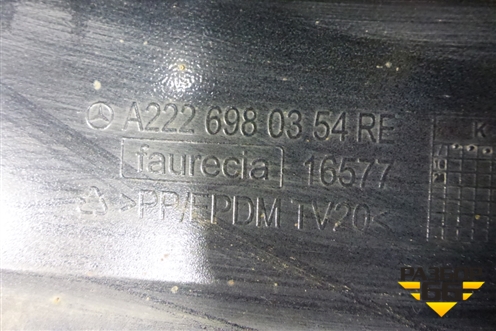 A222 698 03 54 RE
faurecia 16577
>PP/EPDM TV20<
K